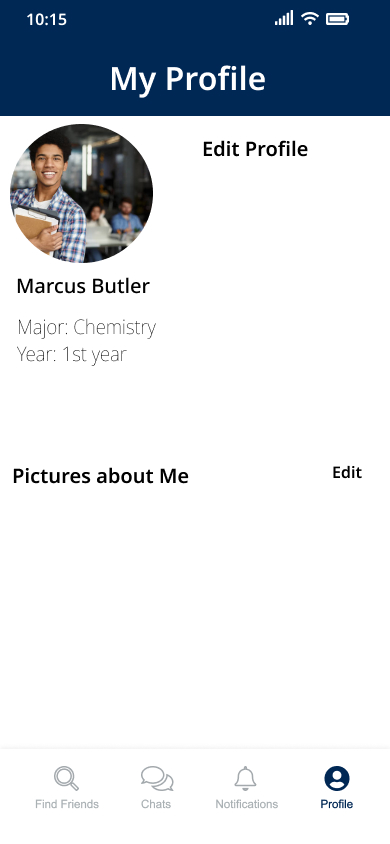 10:15
My Profile
Edit Profile
Marcus Butler
Major: Chemistry
Year: 1st year
Pictures about Me
Edit
Find Friends
Chats
Notifications
Profile